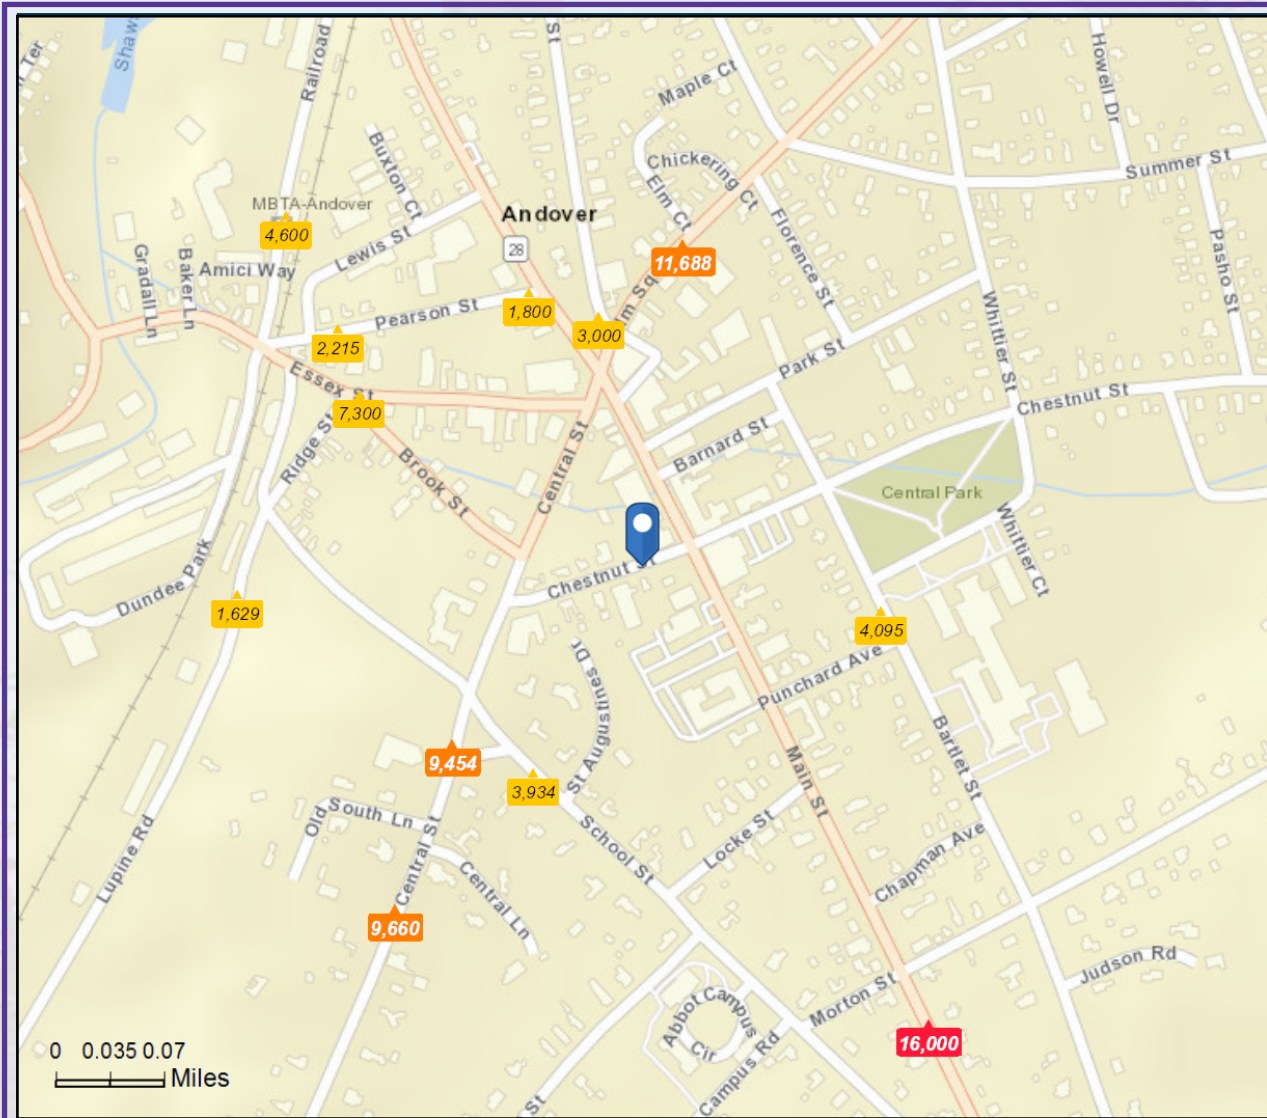 Shaws
n Ter
Railroad
St
Maple Ct
Howell Dr
Buxton Ct
Chickering Ct
Summer St
MBTA-Andover
4,600
Elm Ct
Andover
28
Florence St
Pasho St
Lewis St
11,688
Gradall Ln
Baker Ln
Amici Way
Elm Sq
Whittier St
1,800
Pearson St
3,000
2,215
Park St
Essex St
7,300
Chestnut St
Ridge St
Barnard St
Central St
Brook St
Central Park
Whittier Ct
Chestnut St
Dundee Park
1,629
4,095
St Augustines Dr
Punchard Ave
Bartlet St
9,454
3,934
Main St
Old South Ln
School St
Locke St
Central St
Chapman Ave
Lupine Rd
Central Ln
9,660
Judson Rd
Morton St
Abbot Campus Cir
16,000
0 0.035 0.07
Miles
Campus Rd
St